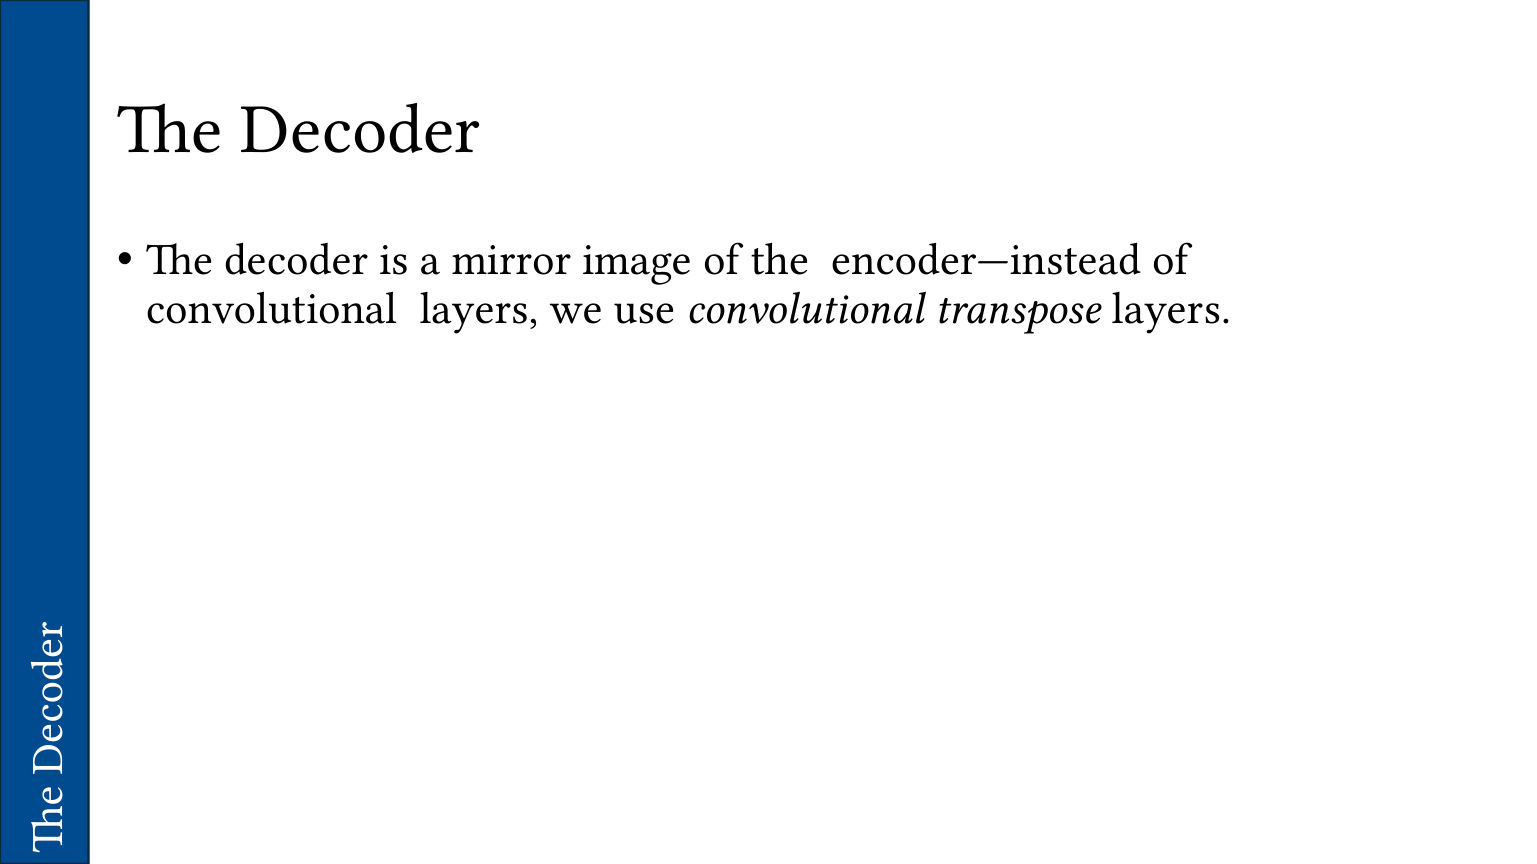 The Decoder
• The decoder is a mirror image of the  encoder—instead of
convolutional  layers, we use convolutional transpose layers.
The Decoder